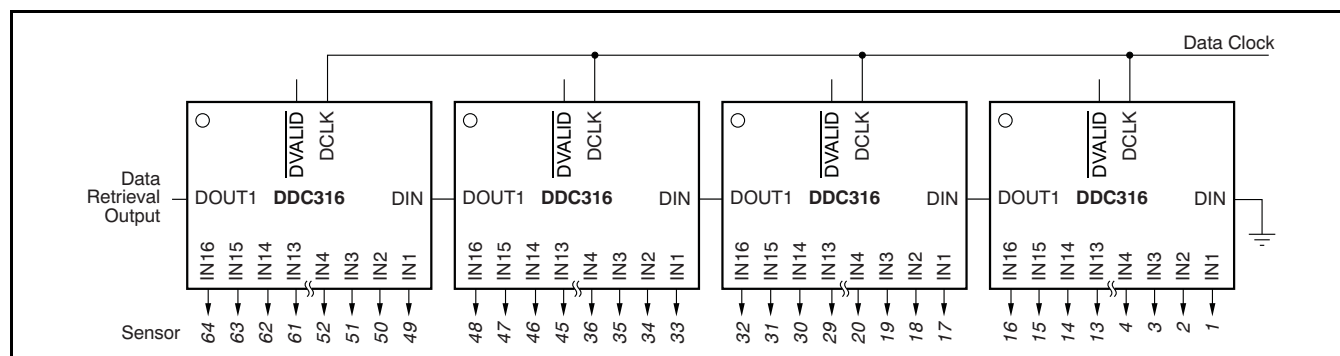 Data Clock
DVALID DCLK DVALID DCLK DVALID DCLK DVALID DCLK
Data
Retrieval
Output
DOUT1 DDC316 DIN DOUT1 DDC316 DIN DOUT1 DDC316 DIN DOUT1 DDC316 DIN
IN16 IN15 IN14 IN13 IN4 IN3 IN2 IN1 IN16 IN15 IN14 IN13 IN4 IN3 IN2 IN1 IN16 IN15 IN14 IN13 IN4 IN3 IN2 IN1 IN16 IN15 IN14 IN13 IN4 IN3 IN2 IN1
Sensor 64 63 62 61 52 51 50 49 48 47 46 45 36 35 34 33 32 31 30 29 20 19 18 17 16 15 14 13 4 3 2 1